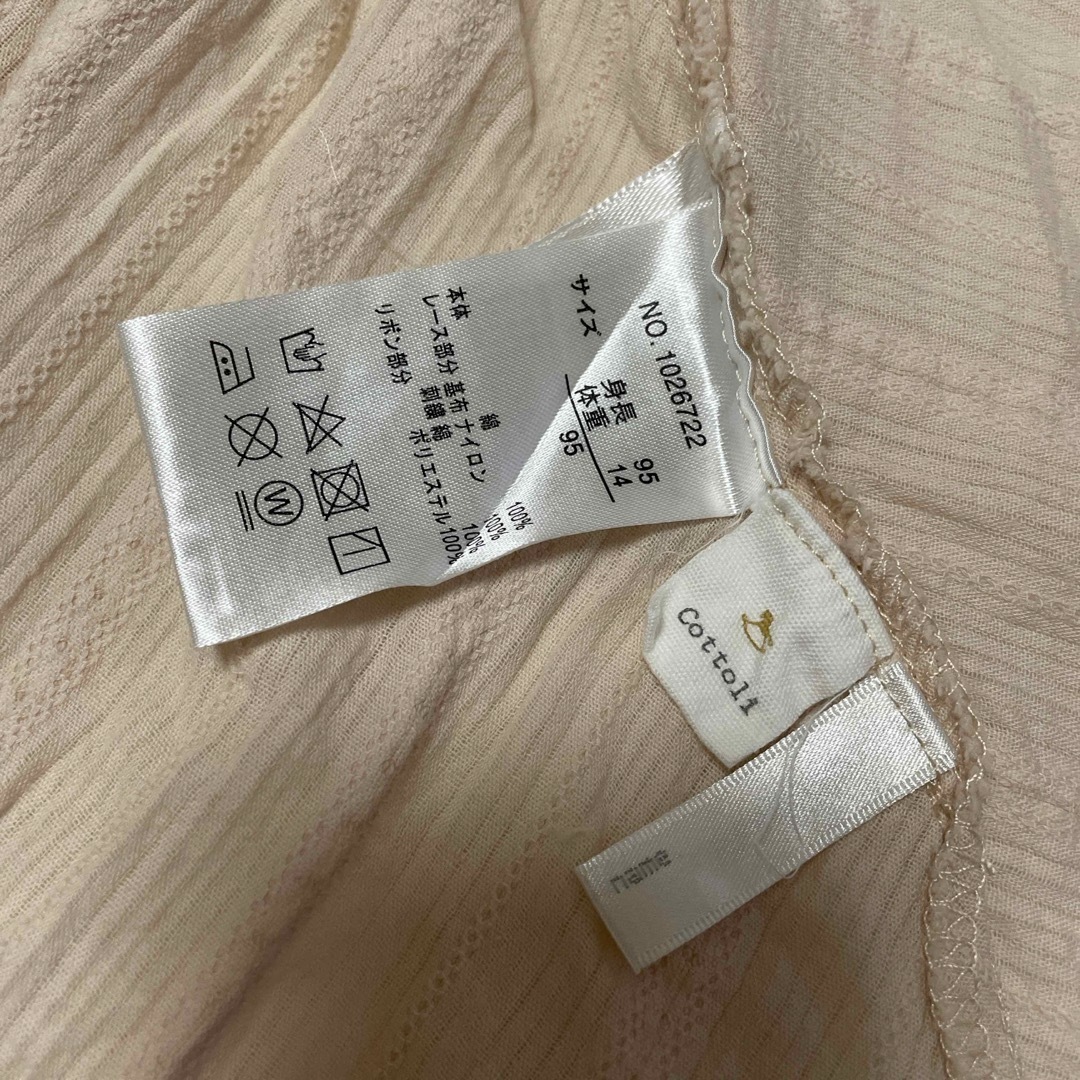 NO. 1026722
サイズ 95
身長 95
体重 14
本体 綿 100%
レース部分 基布 ナイロン 100%
刺繍 綿 100%
リボン部分 ポリエステル100%
W
Cottoli